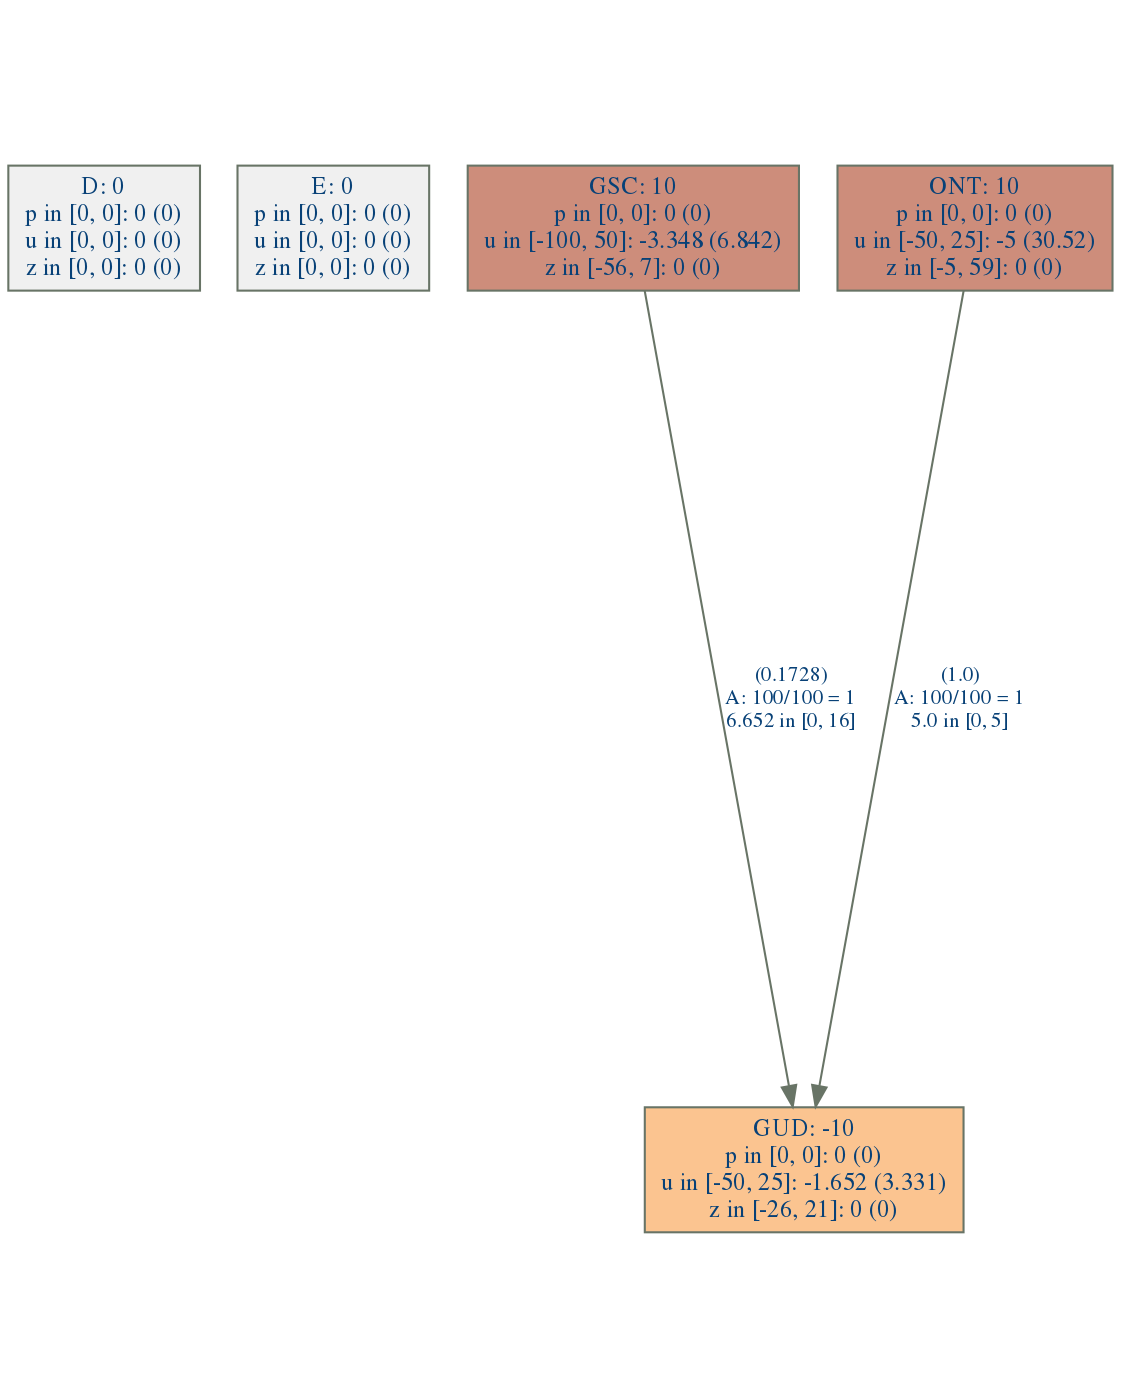 D: 0
p in [0, 0]: 0 (0)
u in [0, 0]: 0 (0)
z in [0, 0]: 0 (0)
E: 0
p in [0, 0]: 0 (0)
u in [0, 0]: 0 (0)
z in [0, 0]: 0 (0)
GSC: 10
p in [0, 0]: 0 (0)
u in [-100, 50]: -3.348 (6.842)
z in [-56, 7]: 0 (0)
ONT: 10
p in [0, 0]: 0 (0)
u in [-50, 25]: -5 (30.52)
z in [-5, 59]: 0 (0)
(0.1728)
A: 100/100 = 1
6.652 in [0, 16]
(1.0)
A: 100/100 = 1
5.0 in [0, 5]
GUD: -10
p in [0, 0]: 0 (0)
u in [-50, 25]: -1.652 (3.331)
z in [-26, 21]: 0 (0)